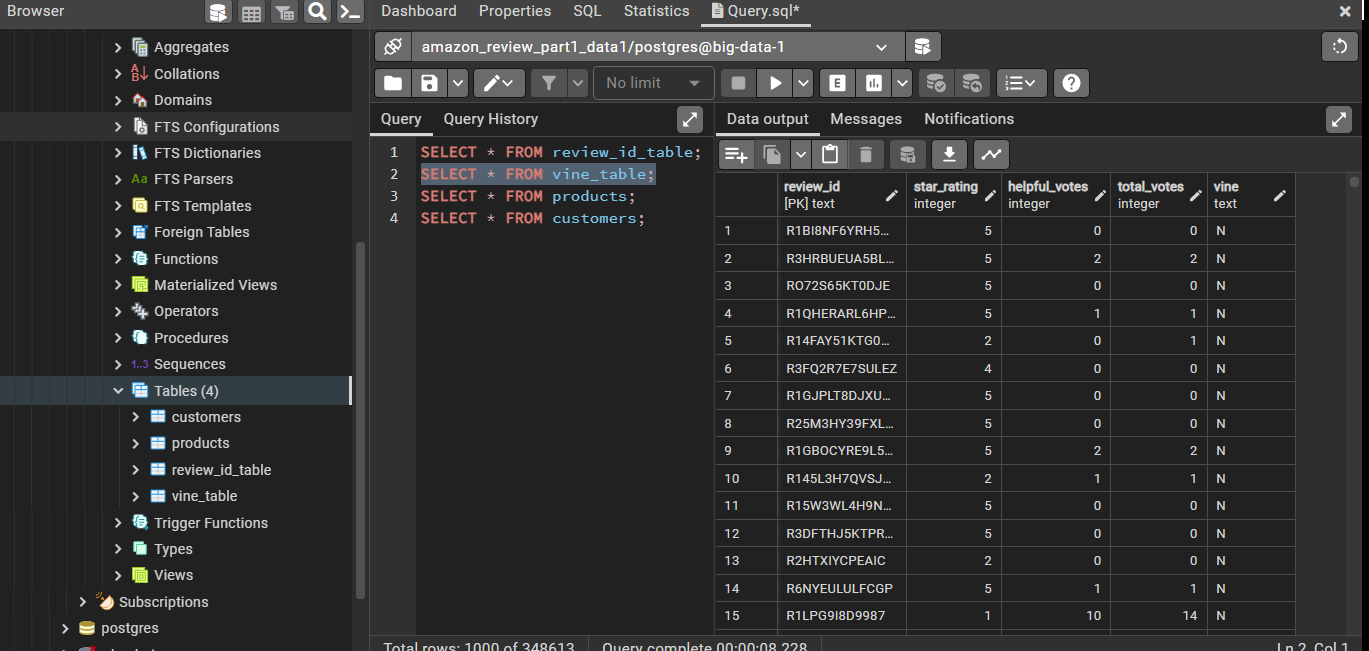 Browser
Dashboard Properties SQL Statistics Query.sql*
amazon_review_part1_data1/postgres@big-data-1
No limit
E
Aggregates
Collations
Domains
FTS Configurations
FTS Dictionaries
Aa FTS Parsers
FTS Templates
Foreign Tables
Functions
Materialized Views
Operators
Procedures
1..3 Sequences
Tables (4)
customers
products
review_id_table
vine_table
Trigger Functions
Types
Views
Subscriptions
postgres
Query Query History
1 SELECT * FROM review_id_table;
2 SELECT * FROM vine_table;
3 SELECT * FROM products;
4 SELECT * FROM customers;
Data output Messages Notifications
review_id star_rating helpful_votes total_votes vine
[PK] text integer integer integer text
1 R1BI8NF6YRH5... 5 0 0 N
2 R3HRBUEUA5BL... 5 2 2 N
3 RO72S65KT0DJE 5 0 0 N
4 R1QHERARL6HP... 5 1 1 N
5 R14FAY51KTG0... 2 0 1 N
6 R3FQ2R7E7SULEZ 4 0 0 N
7 R1GJPLT8DJXU... 5 0 0 N
8 R25M3HY39FXL... 5 0 0 N
9 R1GBOCYRE9L5... 5 2 2 N
10 R145L3H7QVSJ... 2 1 1 N
11 R15W3WL4H9N... 5 0 0 N
12 R3DFTHJ5KTPR... 5 0 0 N
13 R2HTXIYCPEAIC 2 0 0 N
14 R6NYEULULFCGP 5 1 1 N
15 R1LPG9I8D9987 1 10 14 N
Total rows: 1000 of 348613 Query complete 00:00:08.228 Ln 2, Col 1